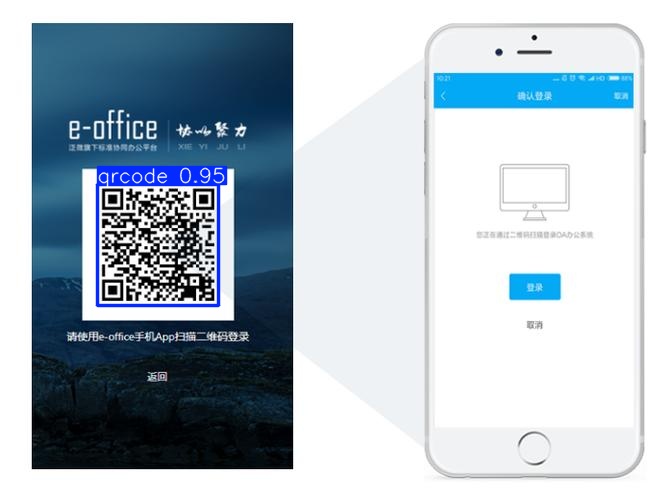 e-office
协以聚力
泛微旗下标准协同办公平台
XIE YI JU LI
qrcode 0.95
请使用e-office手机App扫描二维码登录
返回
10:21
HD
88%
确认登录
取消
您正在通过二维码扫描登录OA办公系统
登录
取消